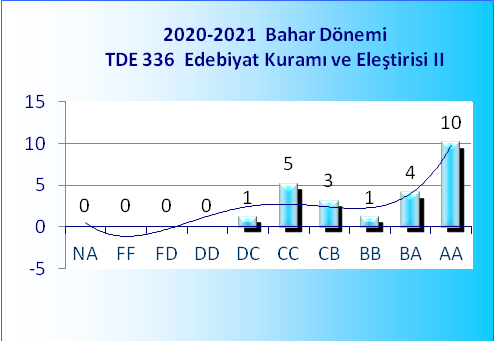 2020-2021 Bahar Dönemi
TDE 336 Edebiyat Kuramı ve Eleştirisi II
15
10
5
0
-5
0 0 0 0 1 5 3 1 4 10
NA FF FD DD DC CC CB BB BA AA